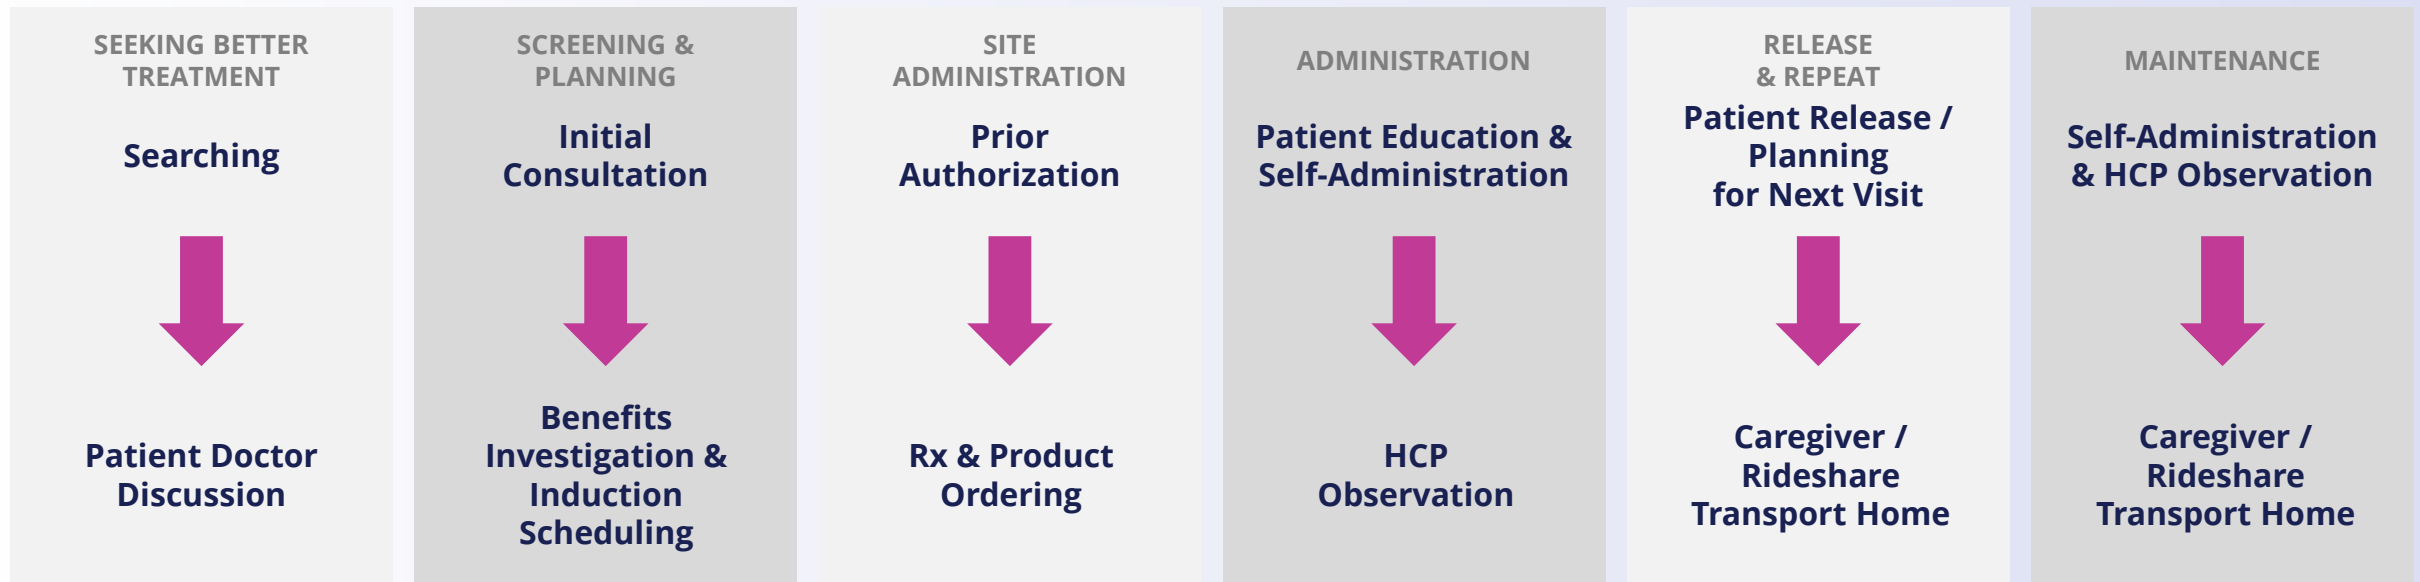 SEEKING BETTER
TREATMENT
Searching
Patient Doctor
Discussion
SCREENING &
PLANNING
Initial
Consultation
Benefits
Investigation &
Induction
Scheduling
SITE
ADMINISTRATION
Prior
Authorization
Rx & Product
Ordering
ADMINISTRATION
Patient Education &
Self-Administration
HCP
Observation
RELEASE
& REPEAT
Patient Release /
Planning
for Next Visit
Caregiver /
Rideshare
Transport Home
MAINTENANCE
Self-Administration
& HCP Observation
Caregiver /
Rideshare
Transport Home